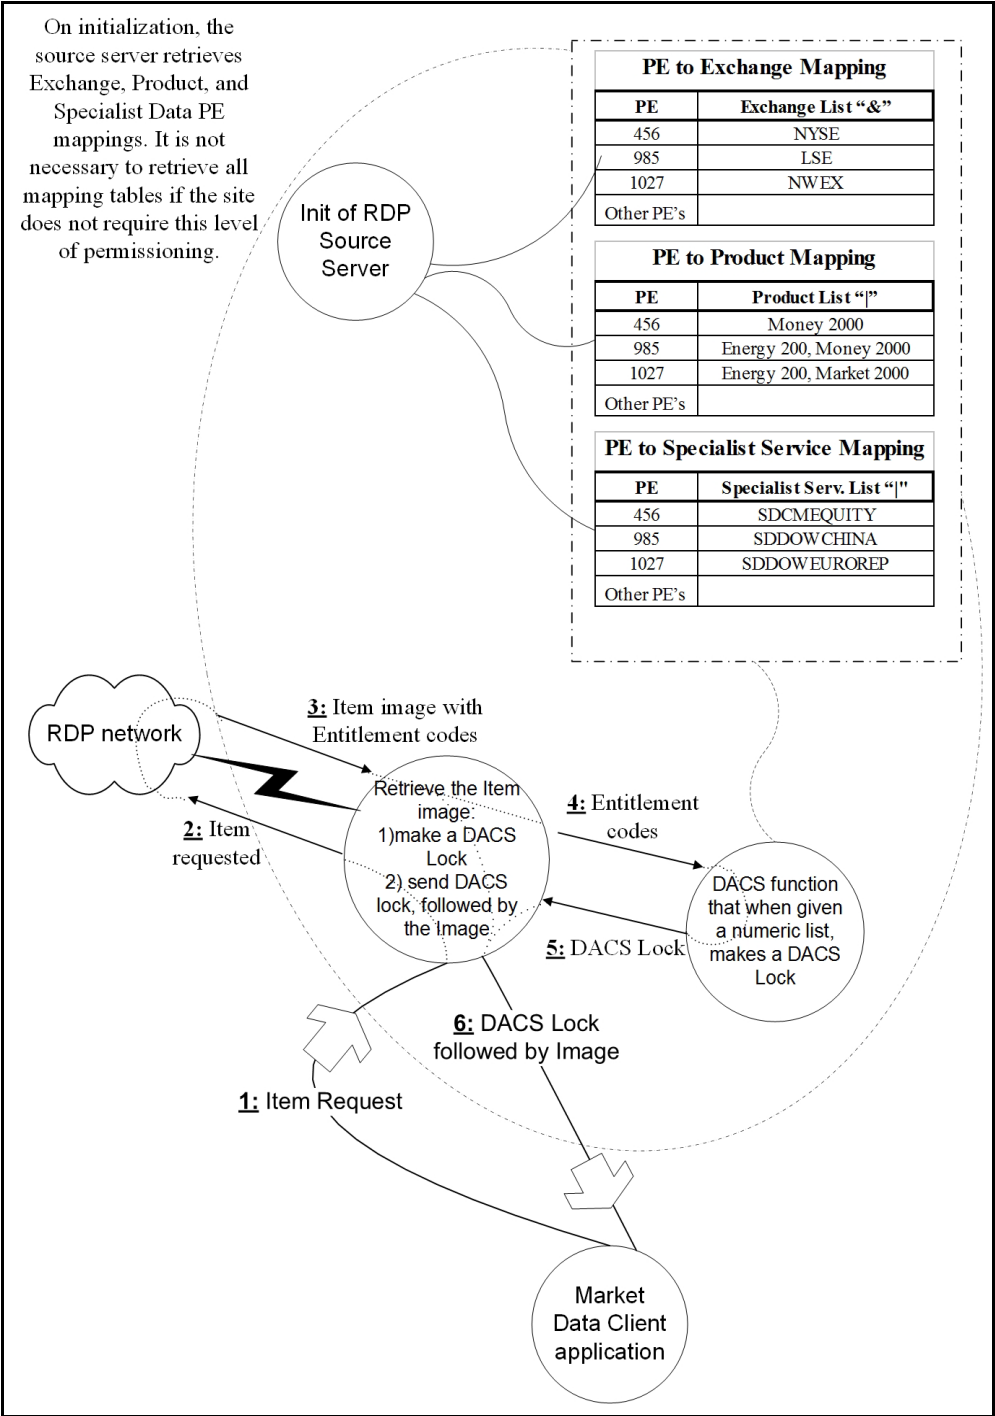 On initialization, the
source server retrieves
Exchange, Product, and
Specialist Data PE
mappings. It is not
necessary to retrieve all
mapping tables if the site
does not require this level
of permissioning.
Init of RDP
Source
Server
PE to Exchange Mapping
PE Exchange List “&”
456 NYSE
985 LSE
1027 NWEX
Other PE’s
PE to Product Mapping
PE Product List “|”
456 Money 2000
985 Energy 200, Money 2000
1027 Energy 200, Market 2000
Other PE’s
PE to Specialist Service Mapping
PE Specialist Serv. List “|"
456 SDCMEQUITY
985 SDDOWCHINA
1027 SDDOWEUROREP
Other PE’s
RDP network
3: Item image with
Entitlement codes
2: Item
requested
Retrieve the Item
image:
1)make a DACS
Lock
2) send DACS
lock, followed by
the Image
4: Entitlement
codes
DACS function
that when given
a numeric list,
makes a DACS
Lock
5: DACS Lock
6: DACS Lock
followed by Image
1: Item Request
Market
Data Client
application